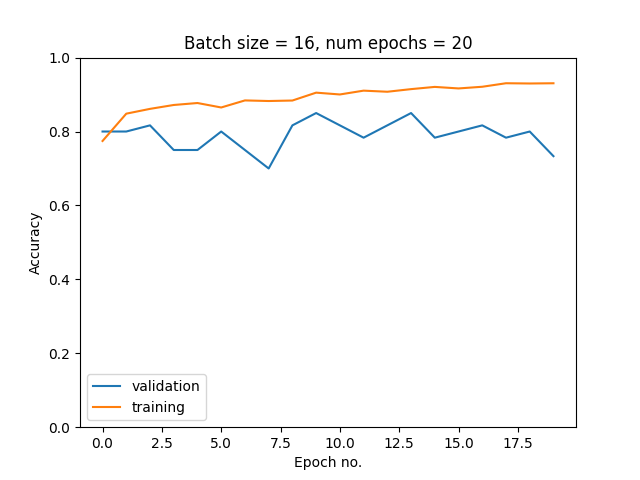 Batch size = 16, num epochs = 20
Accuracy
1.0
0.8
0.6
0.4
0.2
0.0
validation
training
0.0 2.5 5.0 7.5 10.0 12.5 15.0 17.5
Epoch no.